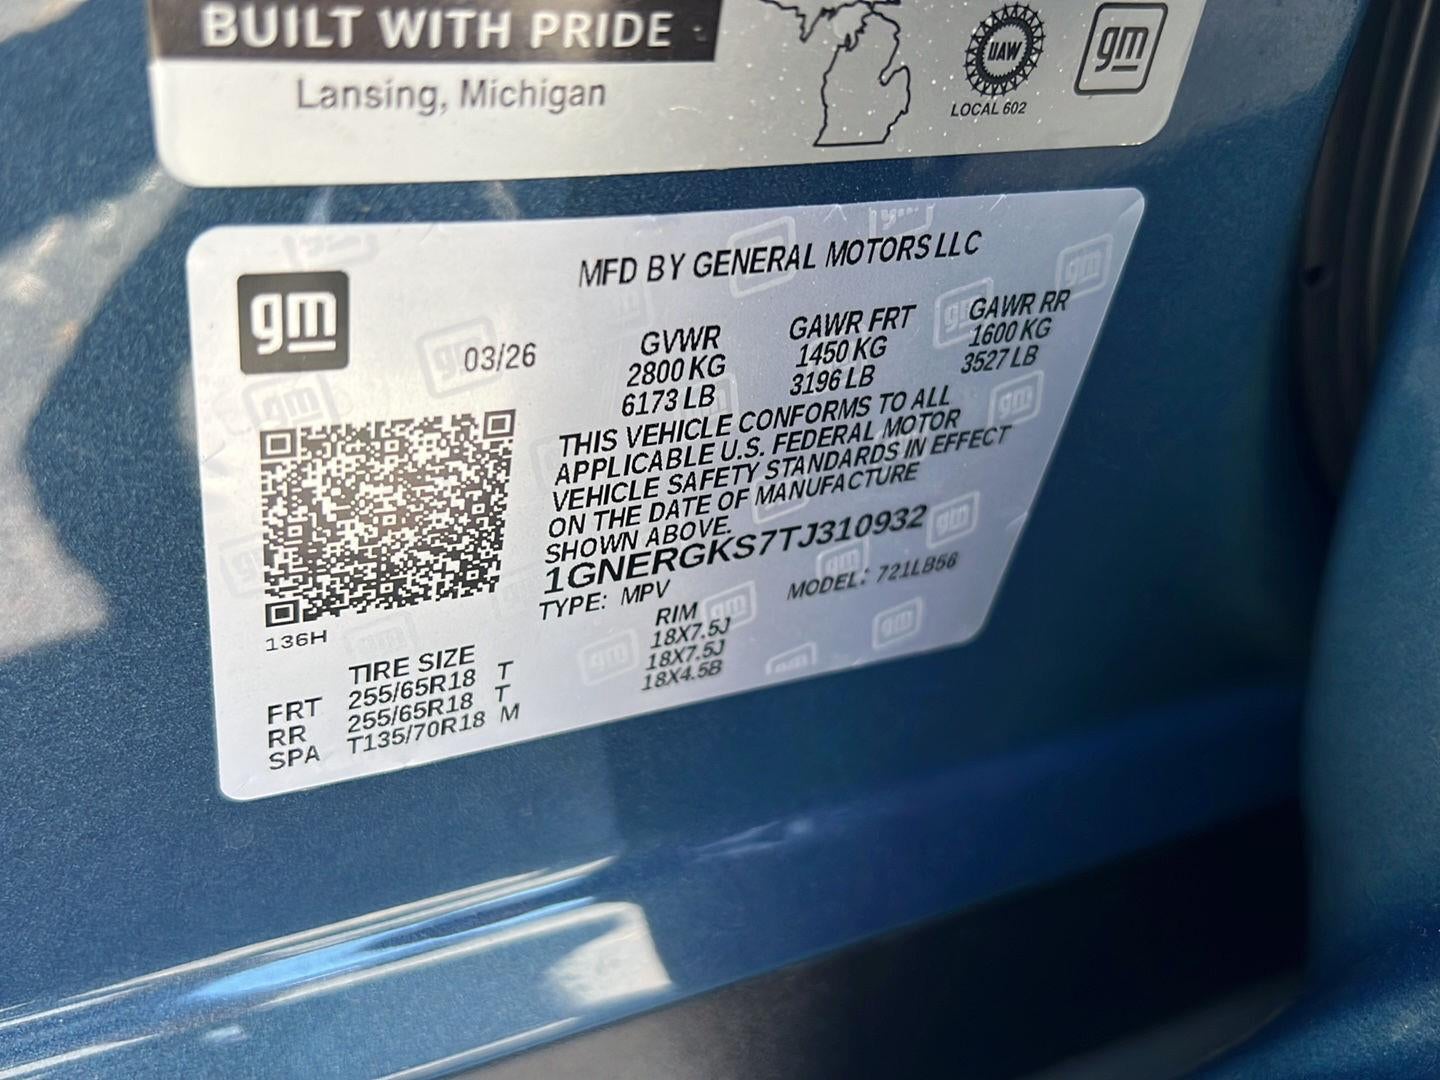 BUILT WITH PRIDE
Lansing, Michigan
UAW
LOCAL 602
gm
gm
MFD BY GENERAL MOTORS LLC
03/26
GVWR GAWR FRT GAWR RR
2800 KG 1450 KG 1600 KG
6173 LB 3196 LB 3527 LB
THIS VEHICLE CONFORMS TO ALL
APPLICABLE U.S. FEDERAL MOTOR
VEHICLE SAFETY STANDARDS IN EFFECT
ON THE DATE OF MANUFACTURE
SHOWN ABOVE.
1GNERGKS7TJ310932
TYPE: MPV MODEL: 721LB56
136H
TIRE SIZE RIM
FRT 255/65R18 T 18X7.5J
RR 255/65R18 T 18X7.5J
SPA T135/70R18 M 18X4.5B